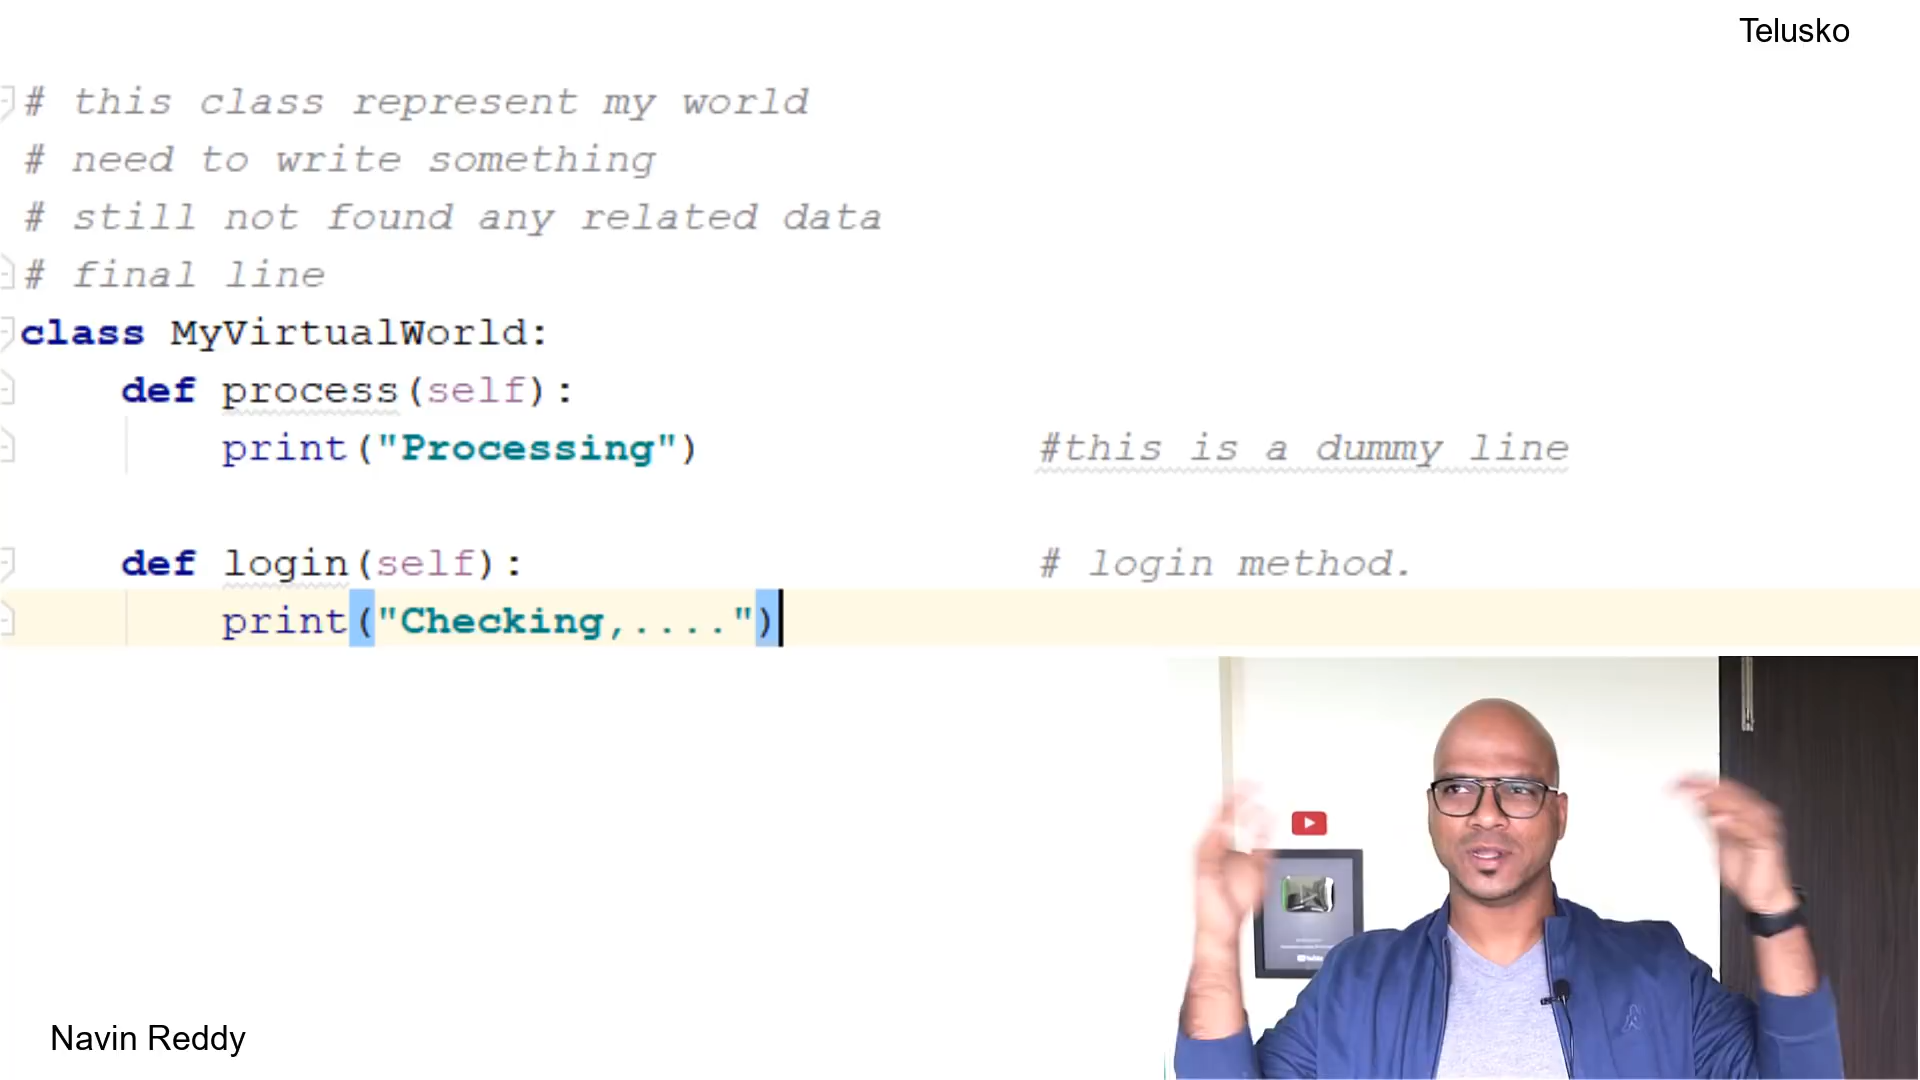 Telusko
# this class represent my world
# need to write something
# still not found any related data
# final line
class MyVirtualWorld:
def process(self):
print("Processing") #this is a dummy line
def login(self): # login method.
print("Checking,....")
Navin Reddy